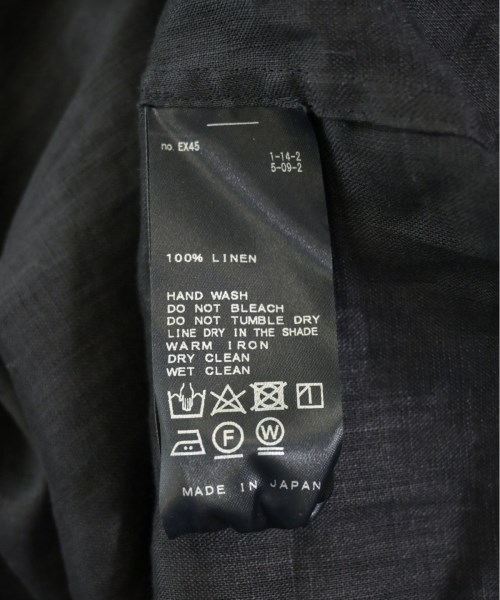 no. EX45
1-14-2
5-09-2
100% LINEN
HAND WASH
DO NOT BLEACH
DO NOT TUMBLE DRY
LINE DRY IN THE SHADE
WARM IRON
DRY CLEAN
WET CLEAN
F W
MADE IN JAPAN